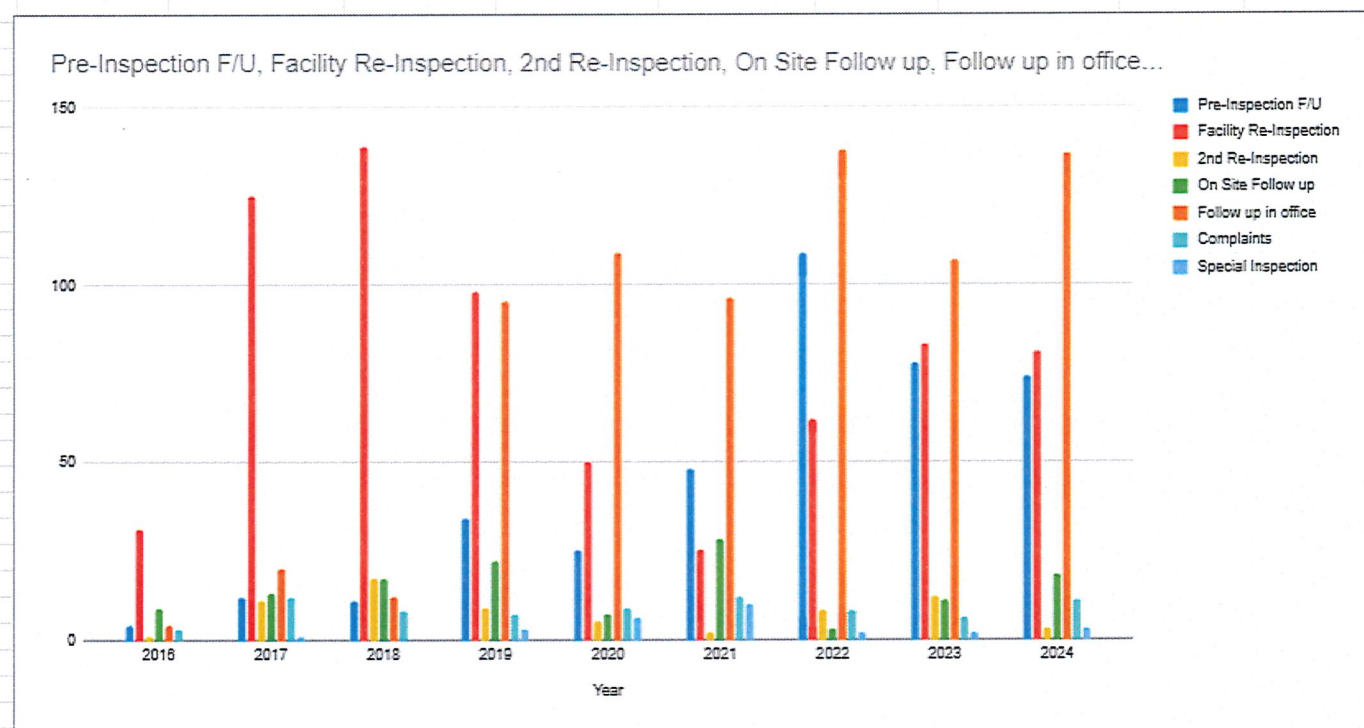 Pre-Inspection F/U, Facility Re-Inspection, 2nd Re-Inspection, On Site Follow up, Follow up in office...
150
100
50
0
2016 2017 2018 2019 2020 2021 2022 2023 2024
Year
Pre-Inspection F/U
Facility Re-Inspection
2nd Re-Inspection
On Site Follow up
Follow up in office
Complaints
Special Inspection